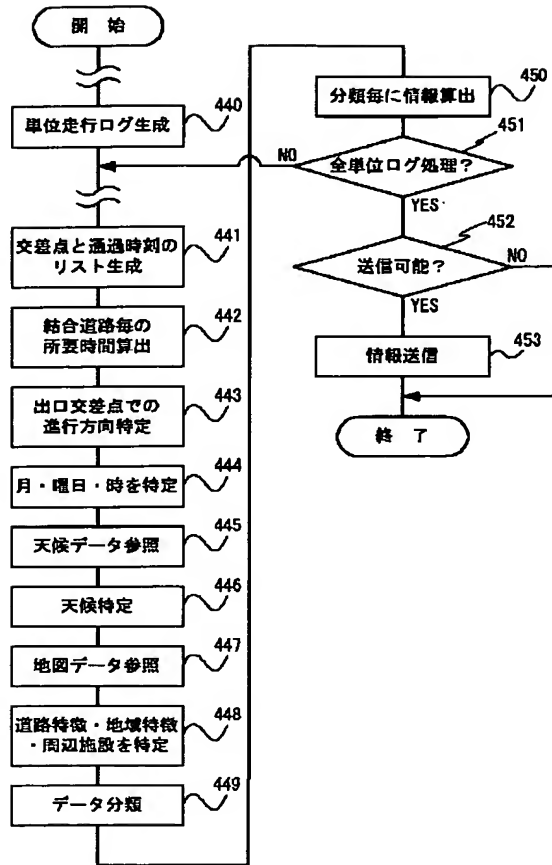 開 始
単位走行ログ生成
440
交差点と通過時刻の
リスト生成
441
結合道路毎の
所要時間算出
442
出口交差点での
進行方向特定
443
月・曜日・時を特定
444
天候データ参照
445
天候特定
446
地図データ参照
447
道路特徴・地域特徴
・周辺施設を特定
448
データ分類
449
分類毎に情報算出
450
全単位ログ処理？
451
NO
YES
送信可能？
452
NO
YES
情報送信
453
終 了